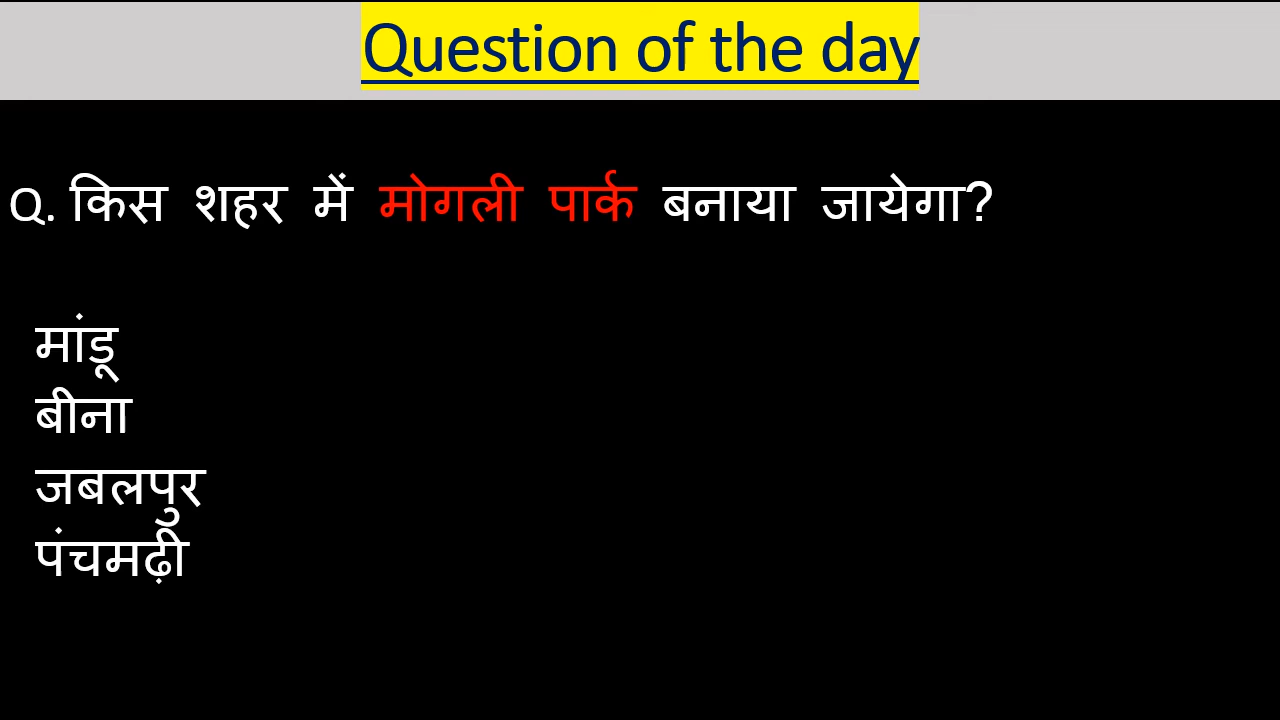 Question of the day
Q. किस शहर में मोगली पार्क बनाया जायेगा?
मांडू
बीना
जबलपुर
पंचमढ़ी